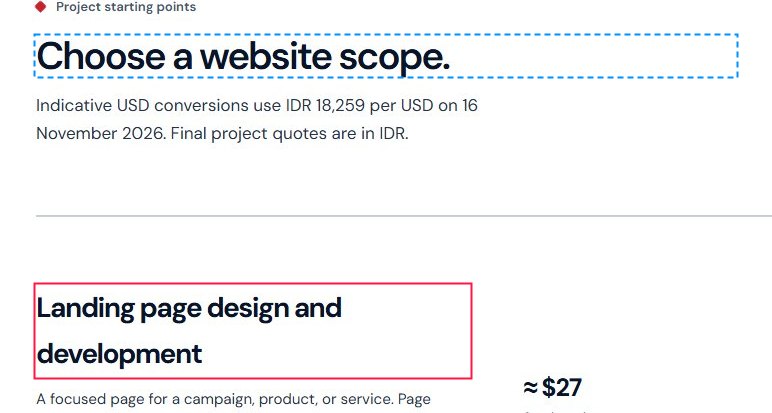 Project starting points
Choose a website scope.
Indicative USD conversions use IDR 18,259 per USD on 16
November 2026. Final project quotes are in IDR.
Landing page design and
development
≈ $27
A focused page for a campaign, product, or service. Page